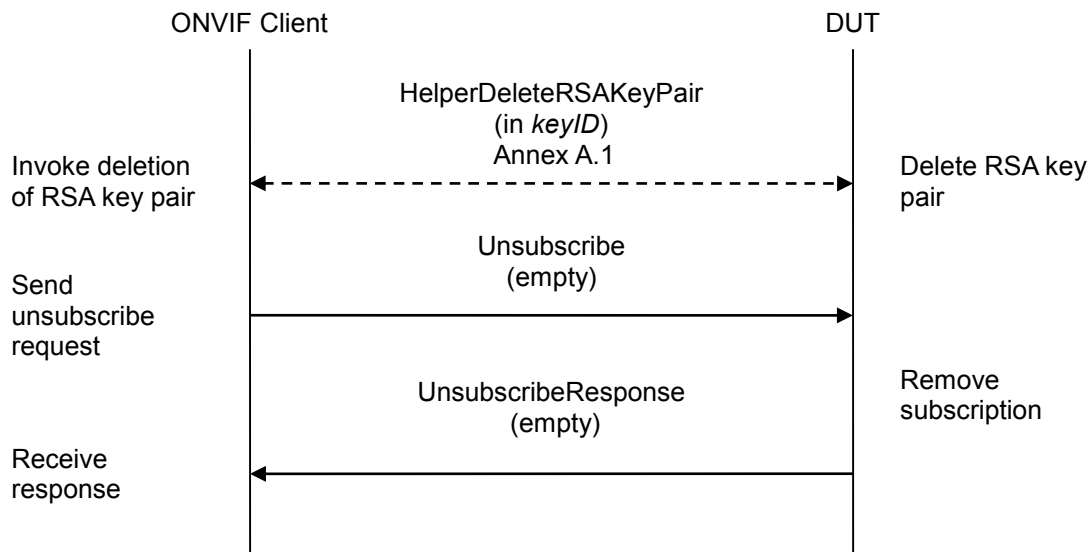 ONVIF Client
DUT
HelperDeleteRSAKeyPair
(in keyID)
Annex A.1
Invoke deletion
of RSA key pair
Delete RSA key
pair
Unsubscribe
(empty)
Send
unsubscribe
request
UnsubscribeResponse
(empty)
Remove
subscription
Receive
response